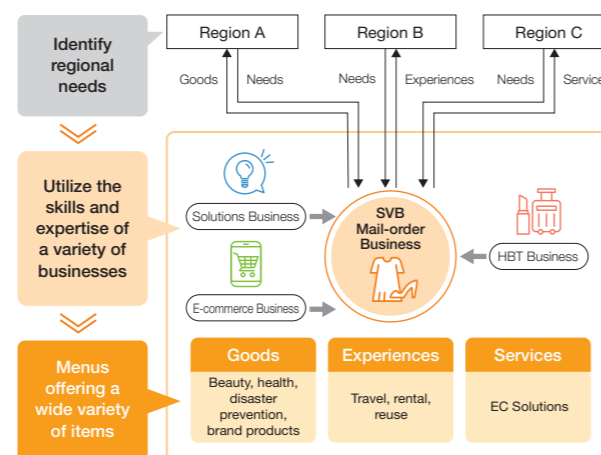 Identify
regional
needs
Region A
Region B
Region C
Goods
Needs
Needs
Experiences
Needs
Service
Utilize the
skills and
expertise of
a variety of
businesses
Solutions Business
E-commerce Business
SVB
Mail-order
Business
HBT Business
Menus
offering a
wide variety
of items
Goods
Beauty, health,
disaster
prevention,
brand products
Experiences
Travel, rental,
reuse
Services
EC Solutions